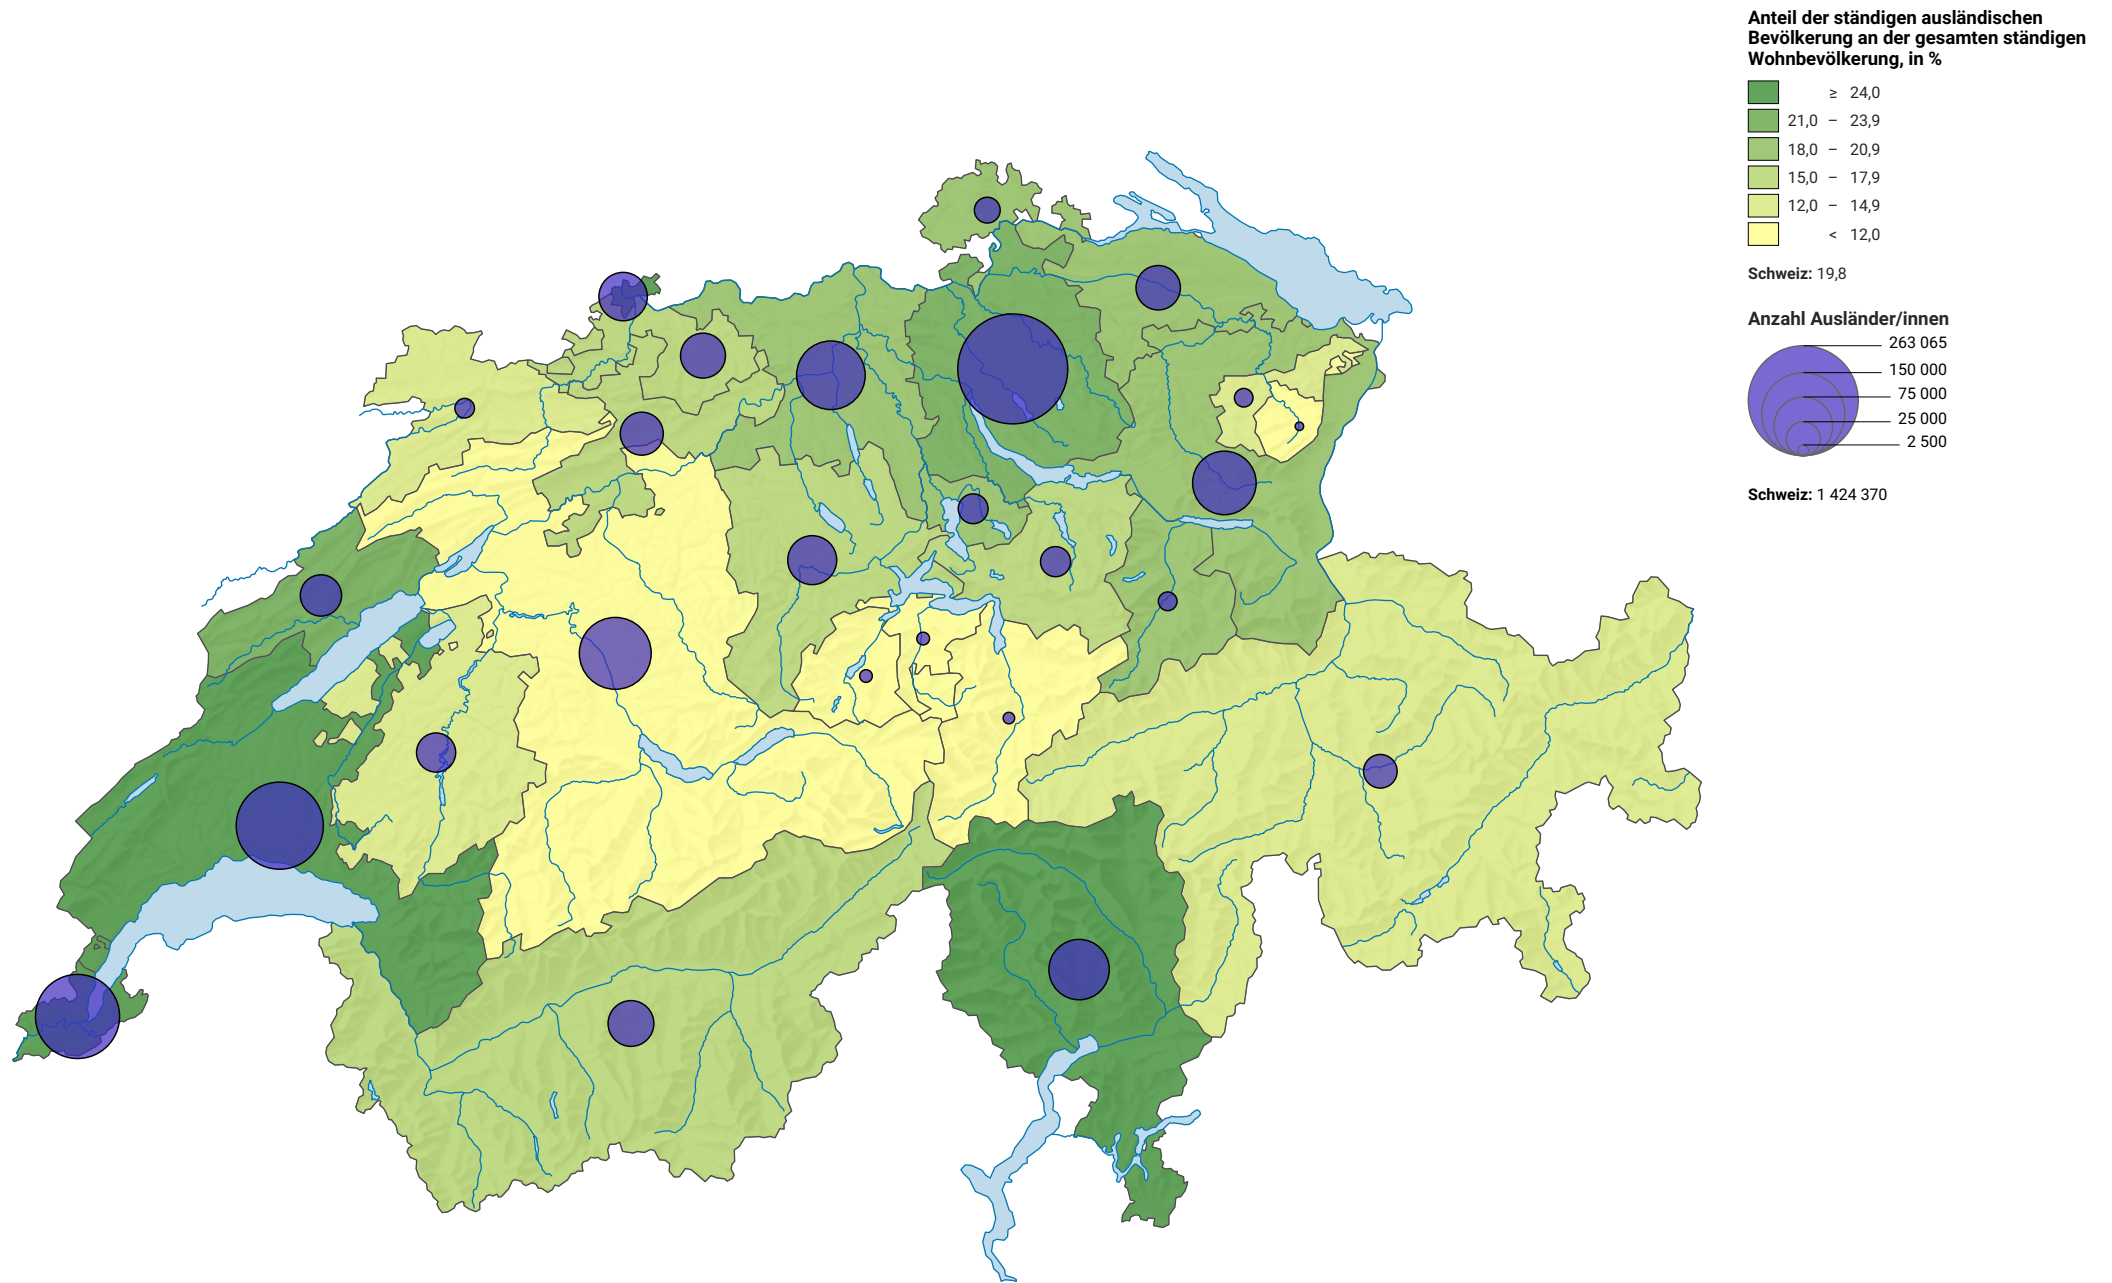 Anteil der ständigen ausländischen
Bevölkerung an der gesamten ständigen
Wohnbevölkerung, in %
≥ 24,0
21,0 – 23,9
18,0 – 20,9
15,0 – 17,9
12,0 – 14,9
< 12,0
Schweiz: 19,8
Anzahl Ausländer/innen
263 065
150 000
75 000
25 000
2 500
Schweiz: 1 424 370